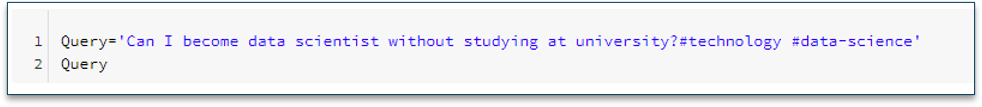 1 Query='Can I become data scientist without studying at university?#technology #data-science'
2 Query